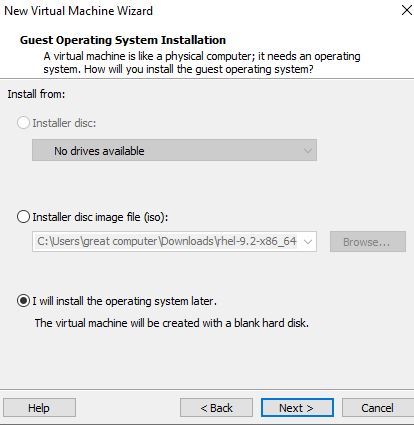 New Virtual Machine Wizard
Guest Operating System Installation
A virtual machine is like a physical computer; it needs an operating
system. How will you install the guest operating system?
Install from:
Installer disc:
No drives available
Installer disc image file (iso):
C:\Users\great computer\Downloads\rhel-9.2-x86_64
Browse...
I will install the operating system later.
The virtual machine will be created with a blank hard disk.
Help
< Back
Next >
Cancel